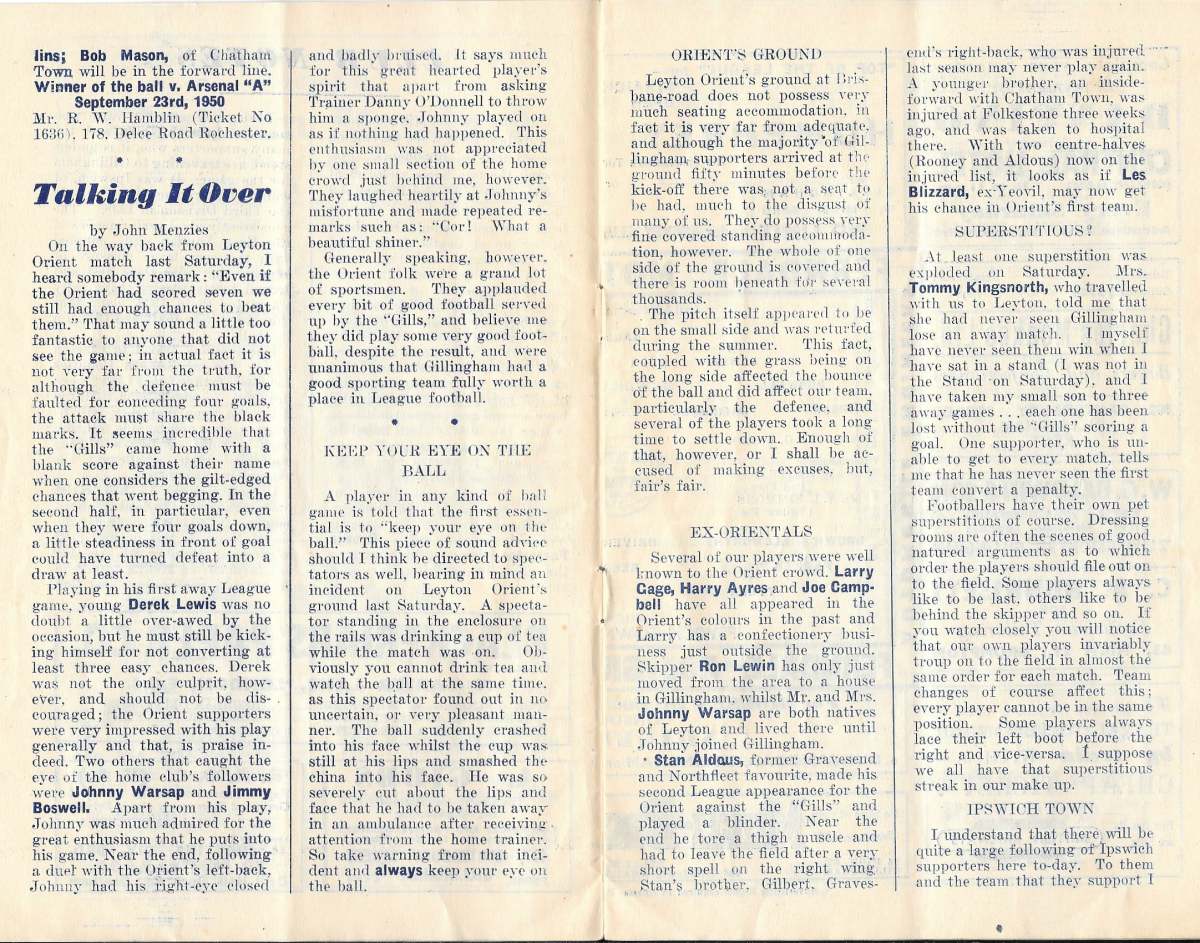 lins; Bob Mason, of Chatham
Town will be in the forward line.
Winner of the ball v. Arsenal "A"
September 23rd, 1950
Mr. R. W. Hamblin (Ticket No
1636), 178, Delce Road Rochester.
* *
Talking It Over
by John Menzies
On the way back from Leyton
Orient match last Saturday, I
heard somebody remark: "Even if
the Orient had scored seven we
still had enough chances to beat
them." That may sound a little too
fantastic to anyone that did not
see the game; in actual fact it is
not very far from the truth, for
although the defence must be
faulted for conceding four goals,
the attack must share the black
marks. It seems incredible that
the "Gills" came home with a
blank score against their name
when one considers the gilt-edged
chances that went begging. In the
second half, in particular, even
when they were four goals down,
a little steadiness in front of goal
could have turned defeat into a
draw at least.
Playing in his first away League
game, young Derek Lewis was no
doubt a little over-awed by the
occasion, but he must still be kick-
ing himself for not converting at
least three easy chances. Derek
was not the only culprit, how-
ever, and should not be dis-
couraged; the Orient supporters
were very impressed with his play
generally and that, is praise in-
deed. Two others that caught the
eye of the home club's followers
were Johnny Warsap and Jimmy
Boswell. Apart from his play,
Johnny was much admired for the
great enthusiasm that he puts into
his game. Near the end, following
a duel with the Orient's left-back,
Johnny had his right-eye closed
and badly bruised. It says much
for this great hearted player's
spirit that apart from asking
Trainer Danny O'Donnell to throw
him a sponge, Johnny played on
as if nothing had happened. This
enthusiasm was not appreciated
by one small section of the home
crowd just behind me, however.
They laughed heartily at Johnny's
misfortune and made repeated re-
marks such as: "Cor! What a
beautiful shiner."
Generally speaking, however,
the Orient folk were a grand lot
of sportsmen. They applauded
every bit of good football served
up by the "Gills," and believe me
they did play some very good foot-
ball, despite the result, and were
unanimous that Gillingham had a
good sporting team fully worth a
place in League football.
* *
KEEP YOUR EYE ON THE
BALL
A player in any kind of ball
game is told that the first essen-
tial is to "keep your eye on the
ball." This piece of sound advice
should I think be directed to spec-
tators as well, bearing in mind an
incident on Leyton Orient's
ground last Saturday. A specta-
tor standing in the enclosure on
the rails was drinking a cup of tea
while the match was on. Ob-
viously you cannot drink tea and
watch the ball at the same time,
as this spectator found out in no
uncertain, or very pleasant man-
ner. The ball suddenly crashed
into his face whilst the cup was
still at his lips and smashed the
china into his face. He was so
severely cut about the lips and
face that he had to be taken away
in an ambulance after receiving
attention from the home trainer.
So take warning from that inci-
dent and always keep your eye on
the ball.
ORIENT'S GROUND
Leyton Orient's ground at Bris-
bane-road does not possess very
much seating accommodation, in
fact it is very far from adequate,
and although the majority of Gil-
lingham supporters arrived at the
ground fifty minutes before the
kick-off there was not a seat to
be had, much to the disgust of
many of us. They do possess very
fine covered standing accommoda-
tion, however. The whole of one
side of the ground is covered and
there is room beneath for several
thousands.
The pitch itself appeared to be
on the small side and was returfed
during the summer. This fact,
coupled with the grass being on
the long side affected the bounce
of the ball and did affect our team,
particularly the defence, and
several of the players took a long
time to settle down. Enough of
that, however, or I shall be ac-
cused of making excuses, but,
fair's fair.
EX-ORIENTALS
Several of our players were well
known to the Orient crowd. Larry
Gage, Harry Ayres and Joe Camp-
bell have all appeared in the
Orient's colours in the past and
Larry has a confectionery busi-
ness just outside the ground.
Skipper Ron Lewin has only just
moved from the area to a house
in Gillingham, whilst Mr. and Mrs.
Johnny Warsap are both natives
of Leyton and lived there until
Johnny joined Gillingham.
Stan Aldous, former Gravesend
and Northfleet favourite, made his
second League appearance for the
Orient against the "Gills" and
played a blinder. Near the
end he tore a thigh muscle and
had to leave the field after a very
short spell on the right wing.
Stan's brother, Gilbert, Graves-
end's right-back, who was injured
last season may never play again.
A younger brother, an inside-
forward with Chatham Town, was
injured at Folkestone three weeks
ago, and was taken to hospital
there. With two centre-halves
(Rooney and Aldous) now on the
injured list, it looks as if Les
Blizzard, ex-Yeovil, may now get
his chance in Orient's first team.
SUPERSTITIOUS?
At least one superstition was
exploded on Saturday. Mrs.
Tommy Kingsnorth, who travelled
with us to Leyton, told me that
she had never seen Gillingham
lose an away match. I myself
have never seen them win when I
have sat in a stand (I was not in
the Stand on Saturday), and I
have taken my small son to three
away games . . . each one has been
lost without the "Gills" scoring a
goal. One supporter, who is un-
able to get to every match, tells
me that he has never seen the first
team convert a penalty.
Footballers have their own pet
superstitions of course. Dressing
rooms are often the scenes of good
natured arguments as to which
order the players should file out on
to the field. Some players always
like to be last, others like to be
behind the skipper and so on. If
you watch closely you will notice
that our own players invariably
troup on to the field in almost the
same order for each match. Team
changes of course affect this;
every player cannot be in the same
position. Some players always
lace their left boot before the
right and vice-versa. I suppose
we all have that superstitious
streak in our make up.
IPSWICH TOWN
I understand that there will be
quite a large following of Ipswich
supporters here to-day. To them
and the team that they support I